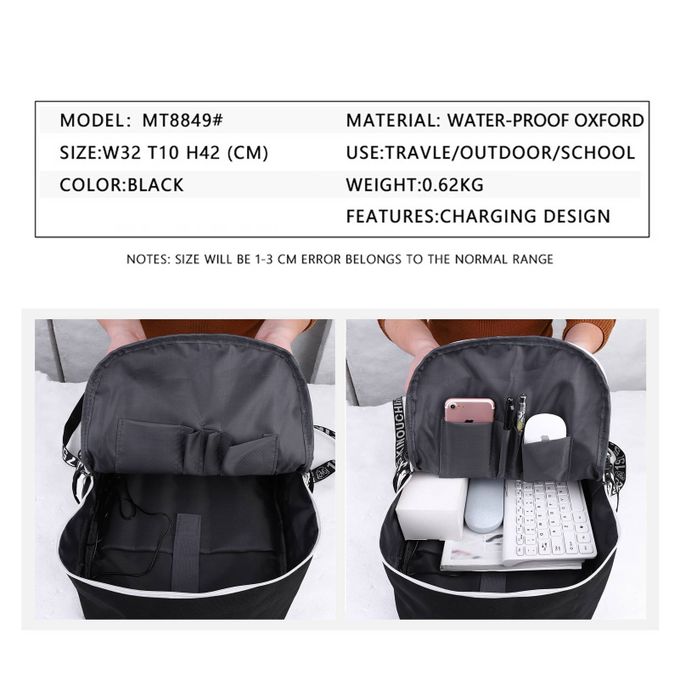 MODEL: MT8849#
MATERIAL: WATER-PROOF OXFORD
SIZE:W32 T10 H42 (CM)
USE:TRAVLE/OUTDOOR/SCHOOL
COLOR:BLACK
WEIGHT:0.62KG
FEATURES:CHARGING DESIGN
NOTES: SIZE WILL BE 1-3 CM ERROR BELONGS TO THE NORMAL RANGE